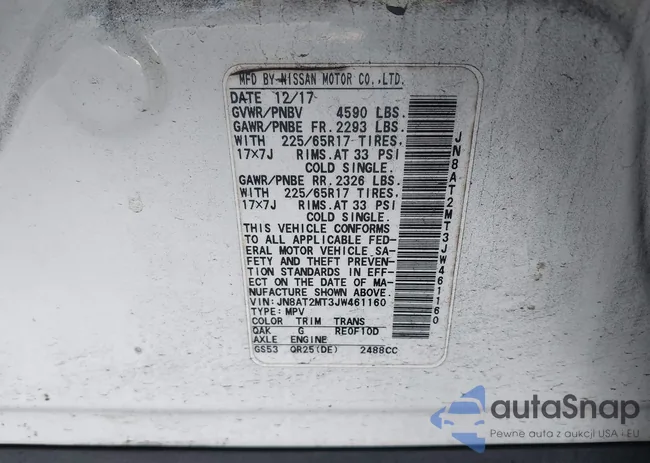 MFD BY NISSAN MOTOR CO.,LTD.
DATE 12/17
GVWR/PNBV 4590 LBS.
GAWR/PNBE FR. 2293 LBS.
WITH 225/65R17 TIRES.
17×7J RIMS.AT 33 PSI
COLD SINGLE.
GAWR/PNBE RR. 2326 LBS.
WITH 225/65R17 TIRES.
17×7J RIMS.AT 33 PSI
COLD SINGLE.
THIS VEHICLE CONFORMS
TO ALL APPLICABLE FED-
ERAL MOTOR VEHICLE SA-
FETY AND THEFT PREVEN-
TION STANDARDS IN EFF-
ECT ON THE DATE OF MA-
NUFACTURE SHOWN ABOVE.
VIN: JN8AT2MT3JW461160
TYPE: MPV
COLOR TRIM TRANS
QAK G RE0F10D
AXLE ENGINE
GS53 QR25(DE) 2488CC
JN8AT2MT3JW461160
autaSnap
Pewne auta z aukcji USA i EU